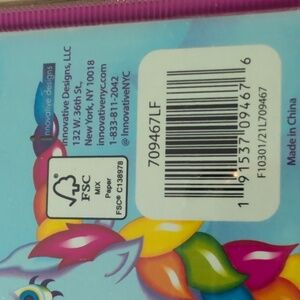 innovative designs
Innovative Designs, LLC
132 W. 36th St.
New York, NY 10018
innovativenyc.com
1-833-811-2042
@ InnovativeNYC
FSC
MIX
Paper
FSC® C138978
709467LF
1 91537 09467 6
F10301/21L709467
Made in China